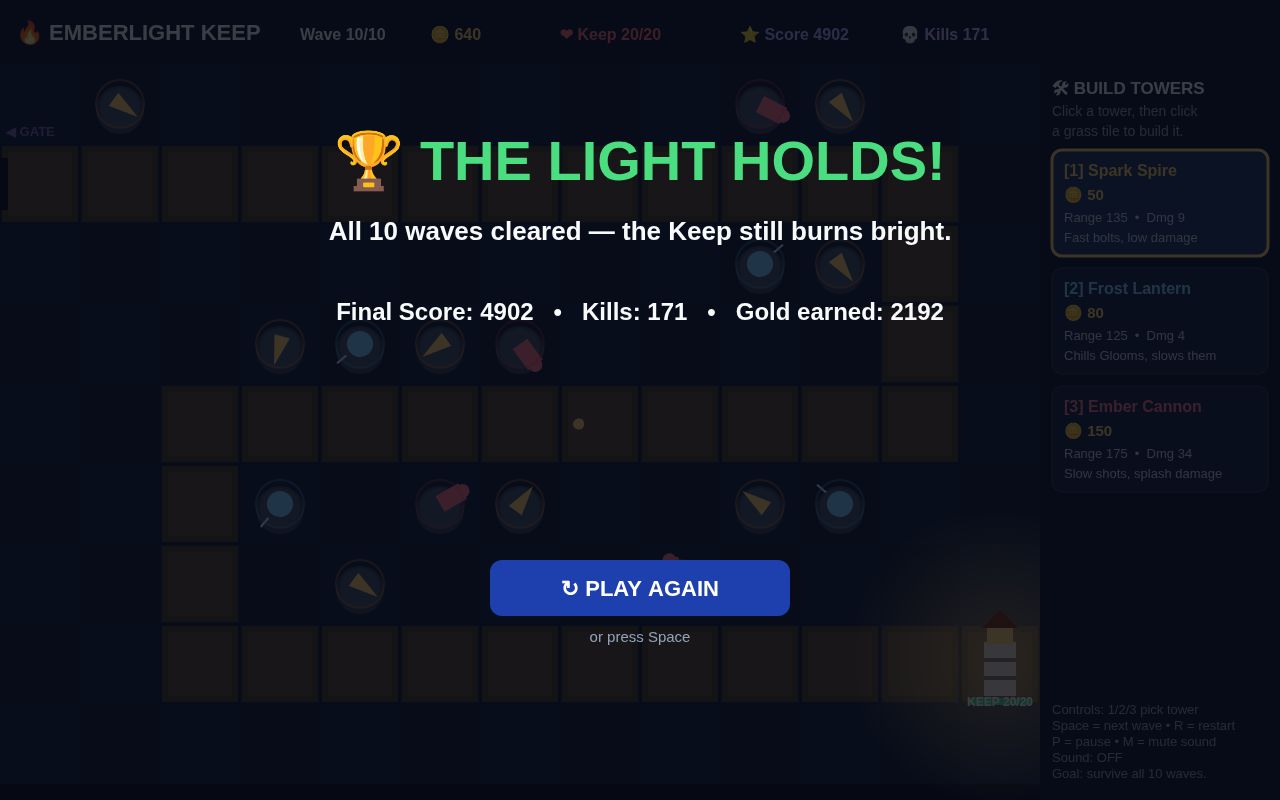 🔥 EMBERLIGHT KEEP
Wave 10/10
🪙 640
❤ Keep 20/20
⭐ Score 4902
💀 Kills 171
◀ GATE
🏆 THE LIGHT HOLDS!
All 10 waves cleared — the Keep still burns bright.
Final Score: 4902 • Kills: 171 • Gold earned: 2192
↻ PLAY AGAIN
or press Space
KEEP 20/20
🛠 BUILD TOWERS
Click a tower, then click
a grass tile to build it.
[1] Spark Spire
🪙 50
Range 135 • Dmg 9
Fast bolts, low damage
[2] Frost Lantern
🪙 80
Range 125 • Dmg 4
Chills Glooms, slows them
[3] Ember Cannon
🪙 150
Range 175 • Dmg 34
Slow shots, splash damage
Controls: 1/2/3 pick tower
Space = next wave • R = restart
P = pause • M = mute sound
Sound: OFF
Goal: survive all 10 waves.